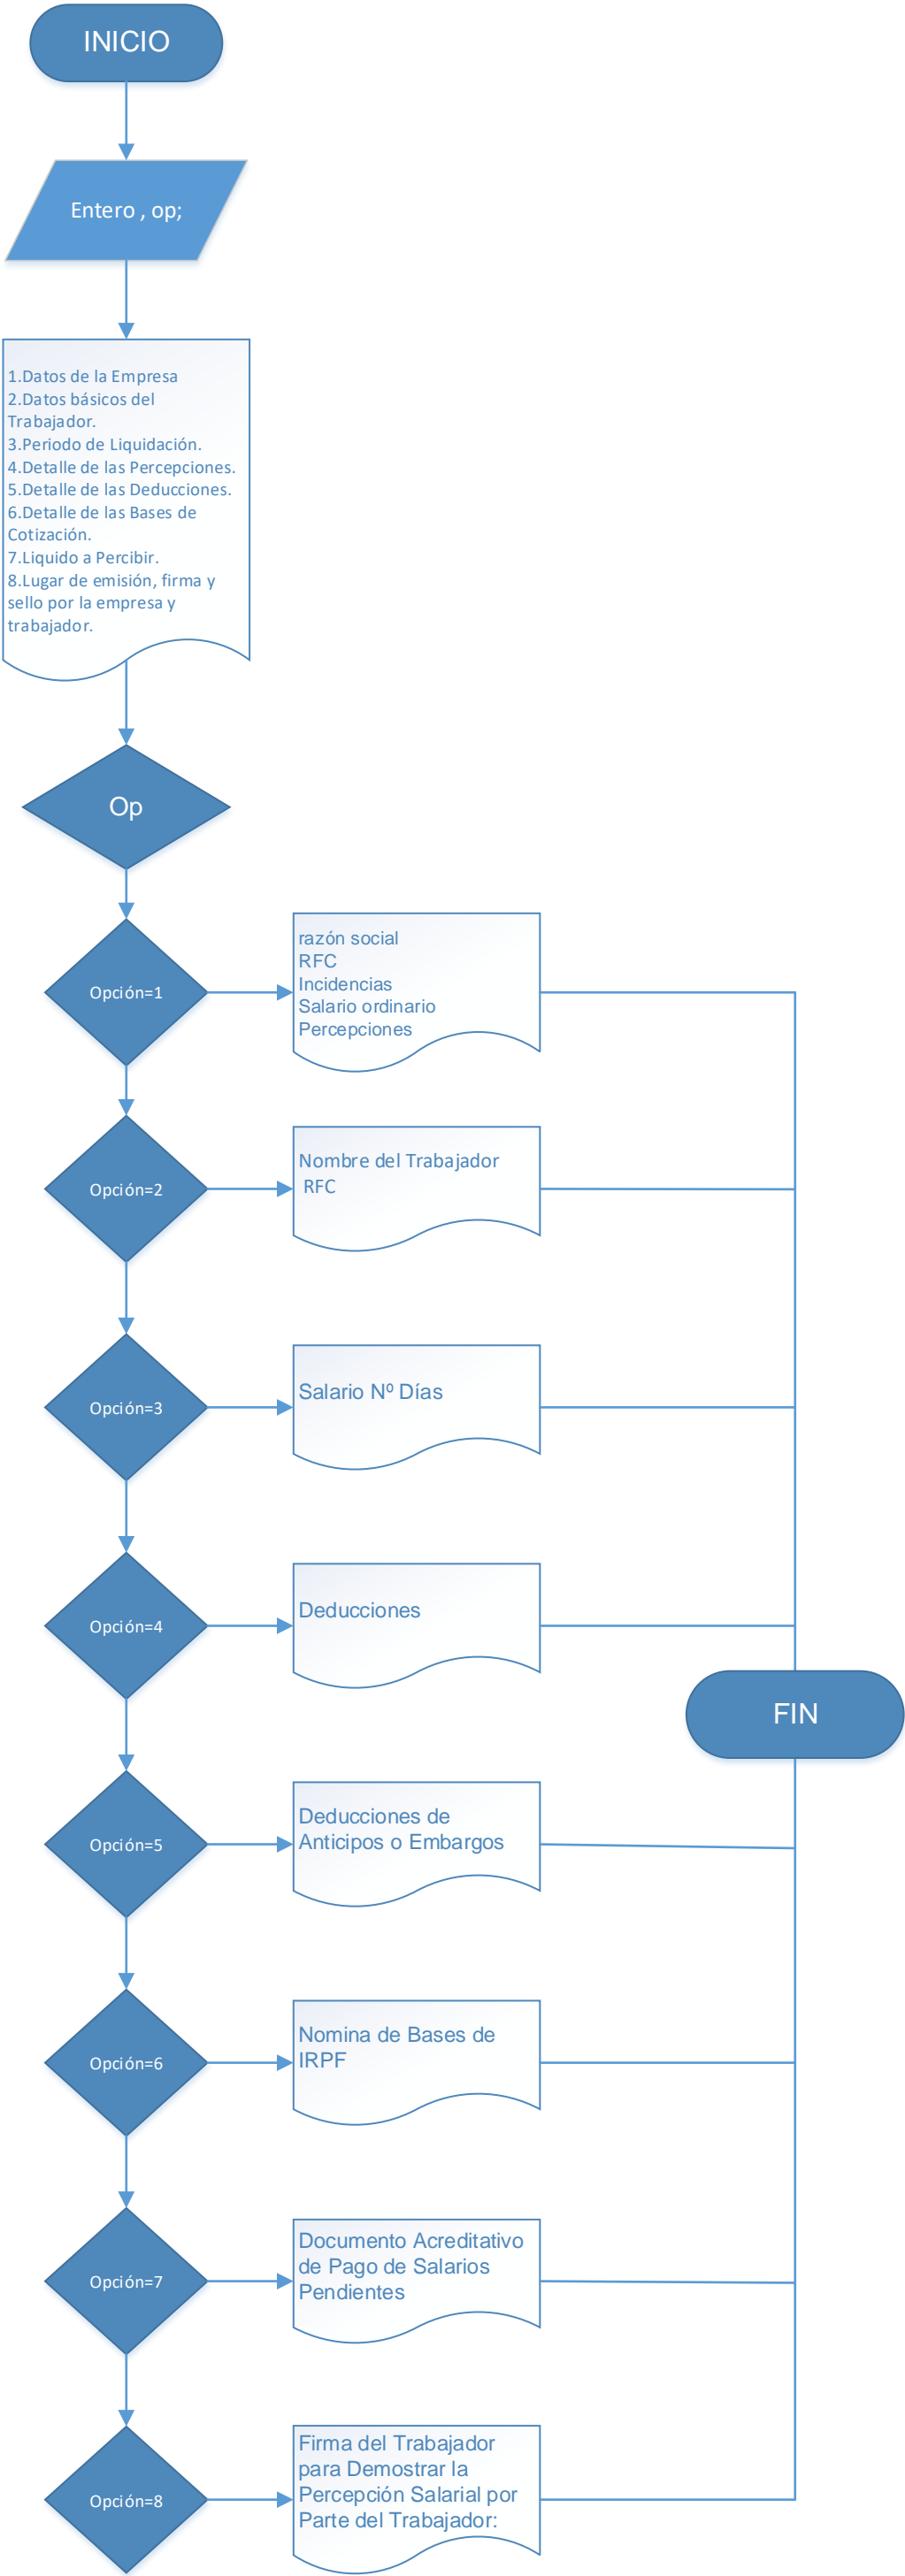 INICIO
Entero , op;
1.Datos de la Empresa
2.Datos básicos del
Trabajador.
3.Periodo de Liquidación.
4.Detalle de las Percepciones.
5.Detalle de las Deducciones.
6.Detalle de las Bases de
Cotización.
7.Liquido a Percibir.
8.Lugar de emisión, firma y
sello por la empresa y
trabajador.
Op
Opción=1
razón social
RFC
Incidencias
Salario ordinario
Percepciones
Opción=2
Nombre del Trabajador
RFC
Opción=3
Salario Nº Días
Opción=4
Deducciones
FIN
Opción=5
Deducciones de
Anticipos o Embargos
Opción=6
Nomina de Bases de
IRPF
Opción=7
Documento Acreditativo
de Pago de Salarios
Pendientes
Opción=8
Firma del Trabajador
para Demostrar la
Percepción Salarial por
Parte del Trabajador: